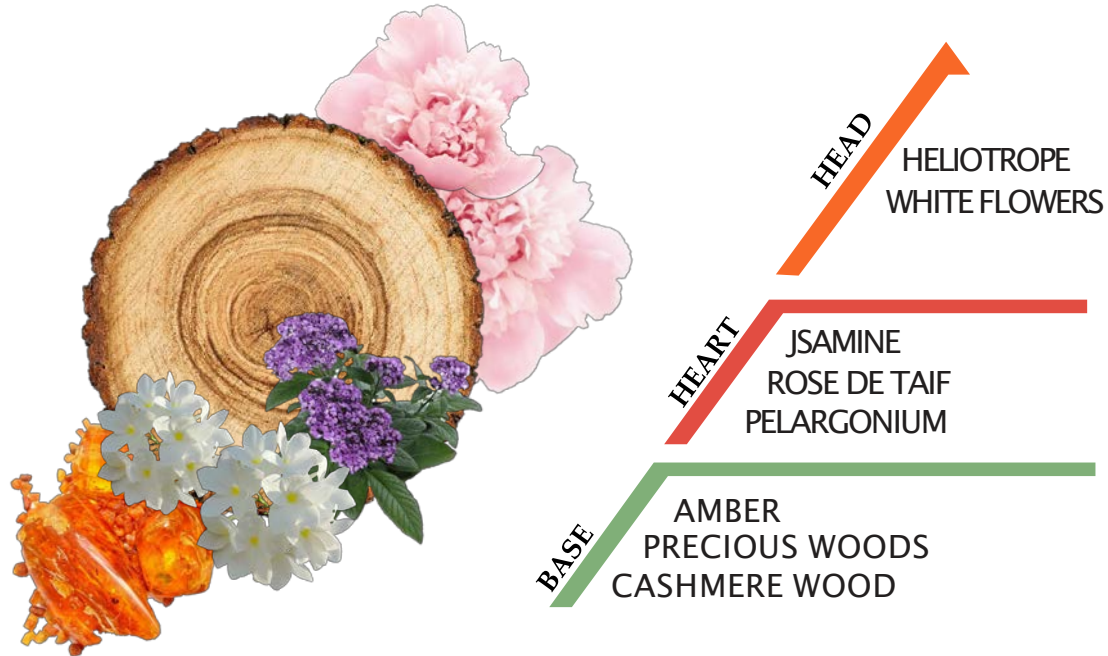 HEAD
HELIOTROPE
WHITE FLOWERS
HEART
JSAMINE
ROSE DE TAIF
PELARGONIUM
BASE
AMBER
PRECIOUS WOODS
CASHMERE WOOD